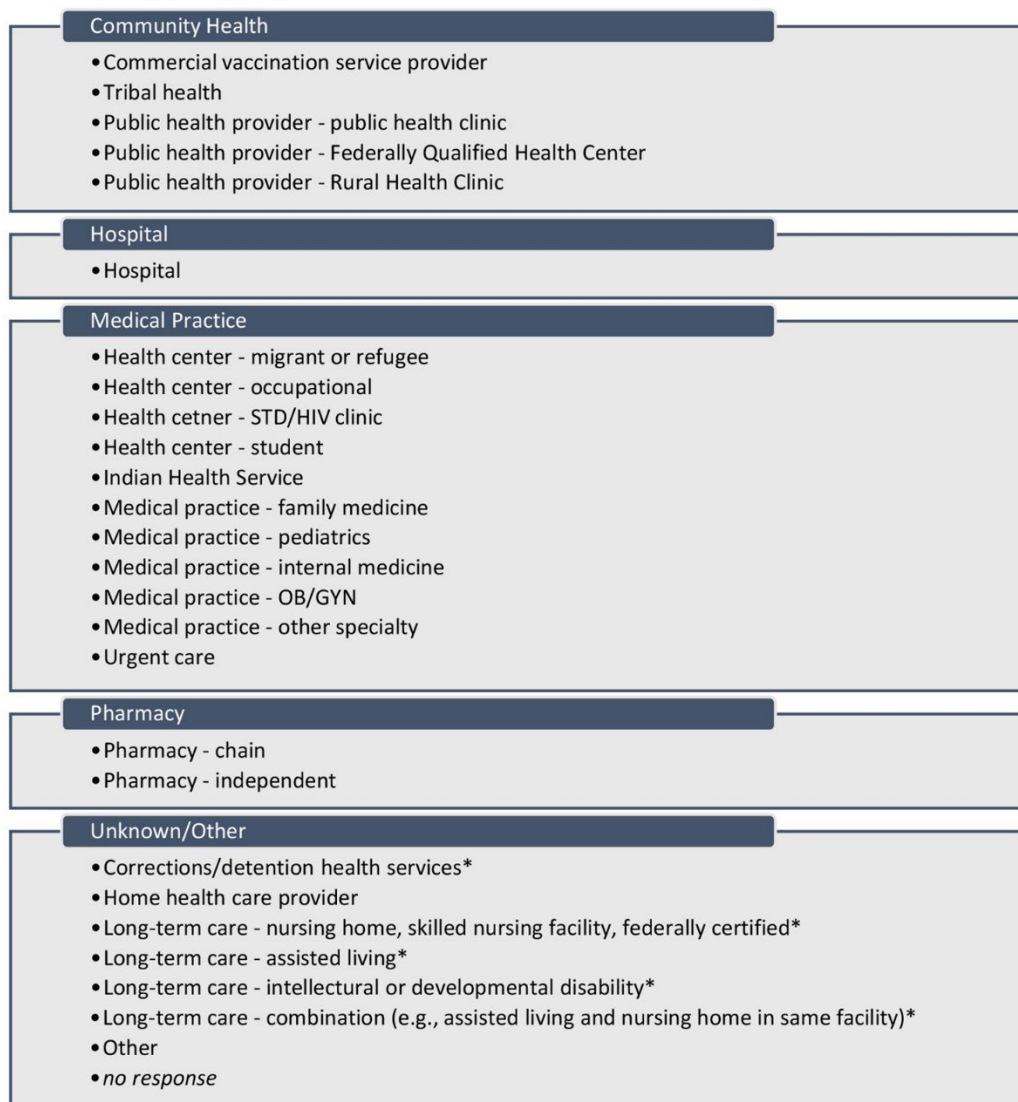 Community Health
•Commercial vaccination service provider
•Tribal health
•Public health provider - public health clinic
•Public health provider - Federally Qualified Health Center
•Public health provider - Rural Health Clinic
Hospital
•Hospital
Medical Practice
•Health center - migrant or refugee
•Health center - occupational
•Health cetner - STD/HIV clinic
•Health center - student
•Indian Health Service
•Medical practice - family medicine
•Medical practice - pediatrics
•Medical practice - internal medicine
•Medical practice - OB/GYN
•Medical practice - other specialty
•Urgent care
Pharmacy
•Pharmacy - chain
•Pharmacy - independent
Unknown/Other
•Corrections/detention health services*
•Home health care provider
•Long-term care - nursing home, skilled nursing facility, federally certified*
•Long-term care - assisted living*
•Long-term care - intellectural or developmental disability*
•Long-term care - combination (e.g., assisted living and nursing home in same facility)*
•Other
•no response